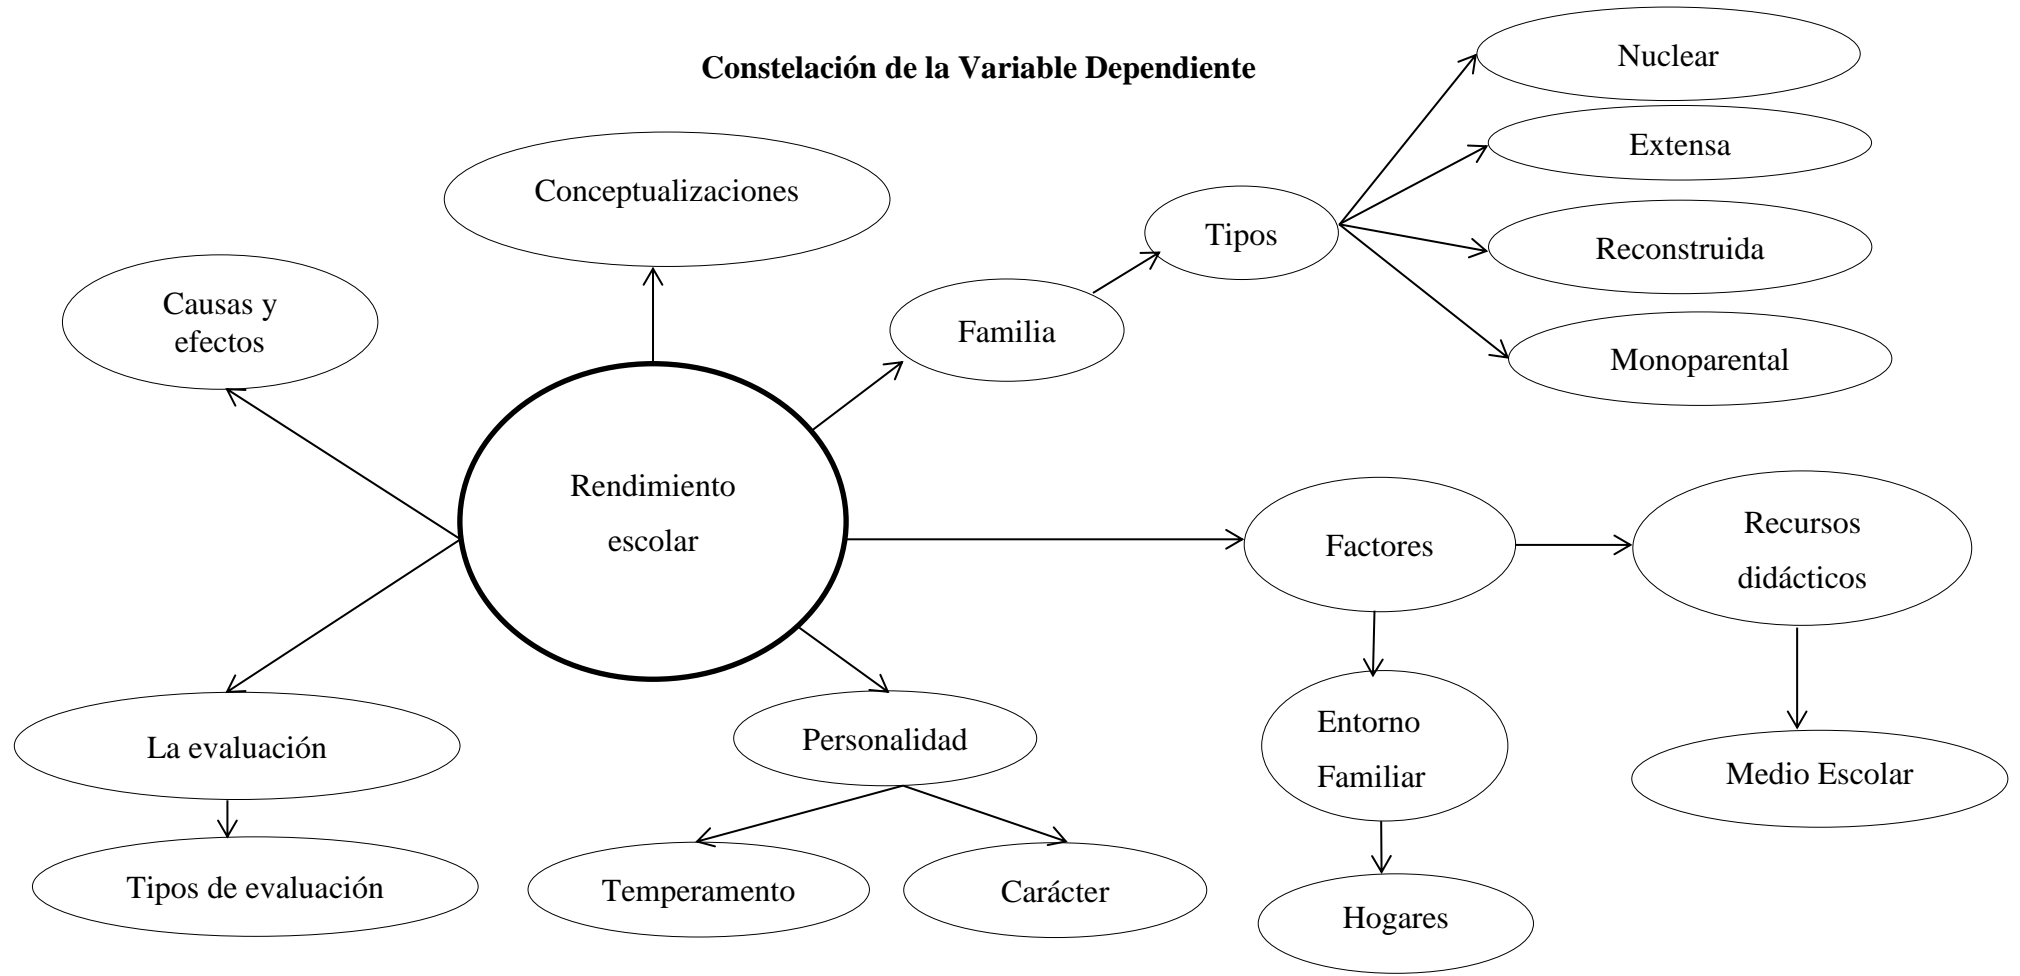 Constelación de la Variable Dependiente
Nuclear
Extensa
Conceptualizaciones
Tipos
Reconstruida
Causas y
efectos
Familia
Monoparental
Rendimiento
escolar
Factores
Recursos
didácticos
La evaluación
Personalidad
Entorno
Familiar
Medio Escolar
Tipos de evaluación
Temperamento
Carácter
Hogares